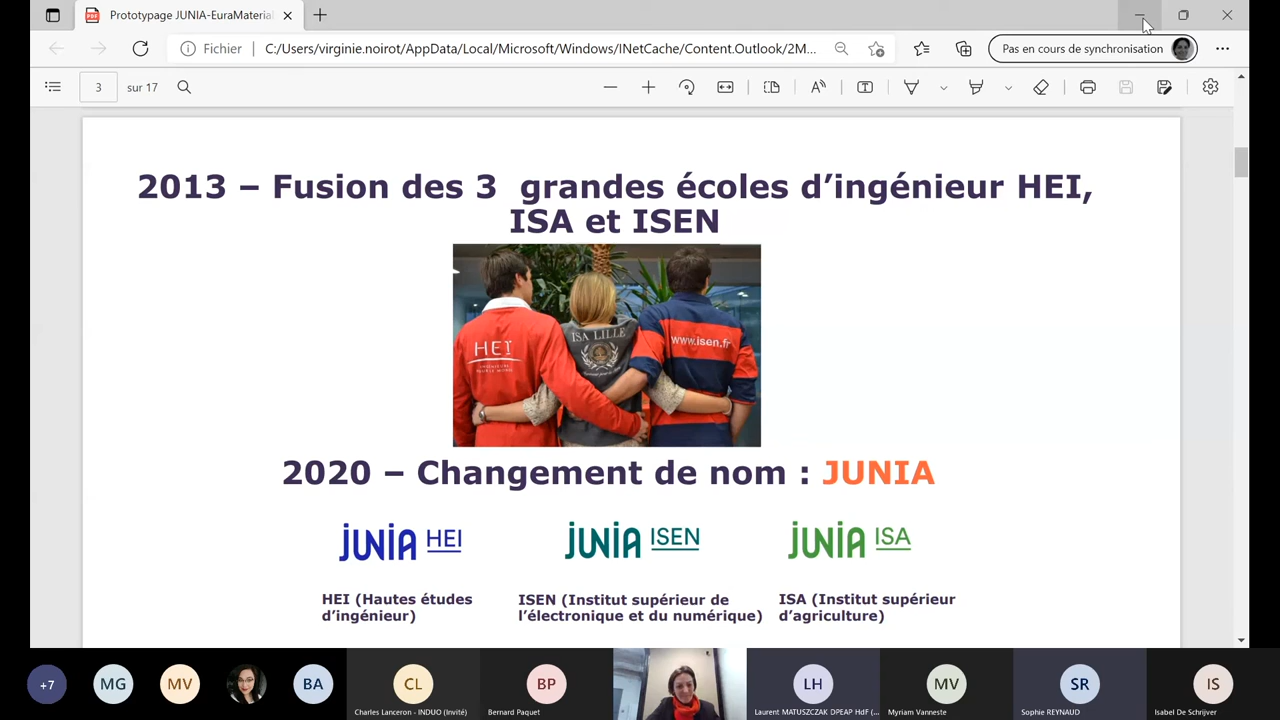 Prototypage JUNIA-EuraMaterial
Fichier
C:/Users/virginie.noirot/AppData/Local/Microsoft/Windows/INetCache/Content.Outlook/2M...
Pas en cours de synchronisation
3 sur 17
2013 – Fusion des 3 grandes écoles d’ingénieur HEI,
ISA et ISEN
HEI
ISA LILLE
www.isen.fr
2020 – Changement de nom : JUNIA
JUNIA HEI
JUNIA ISEN
JUNIA ISA
HEI (Hautes études
d’ingénieur)
ISEN (Institut supérieur de
l’électronique et du numérique)
ISA (Institut supérieur
d’agriculture)
+7
MG
MV
BA
CL
BP
LH
MV
SR
IS
Charles Lanceron - INDUO (Invité)
Bernard Paquet
Laurent MATUSZCZAK DPEAP HdF (...
Myriam Vanneste
Sophie REYNAUD
Isabel De Schrijver